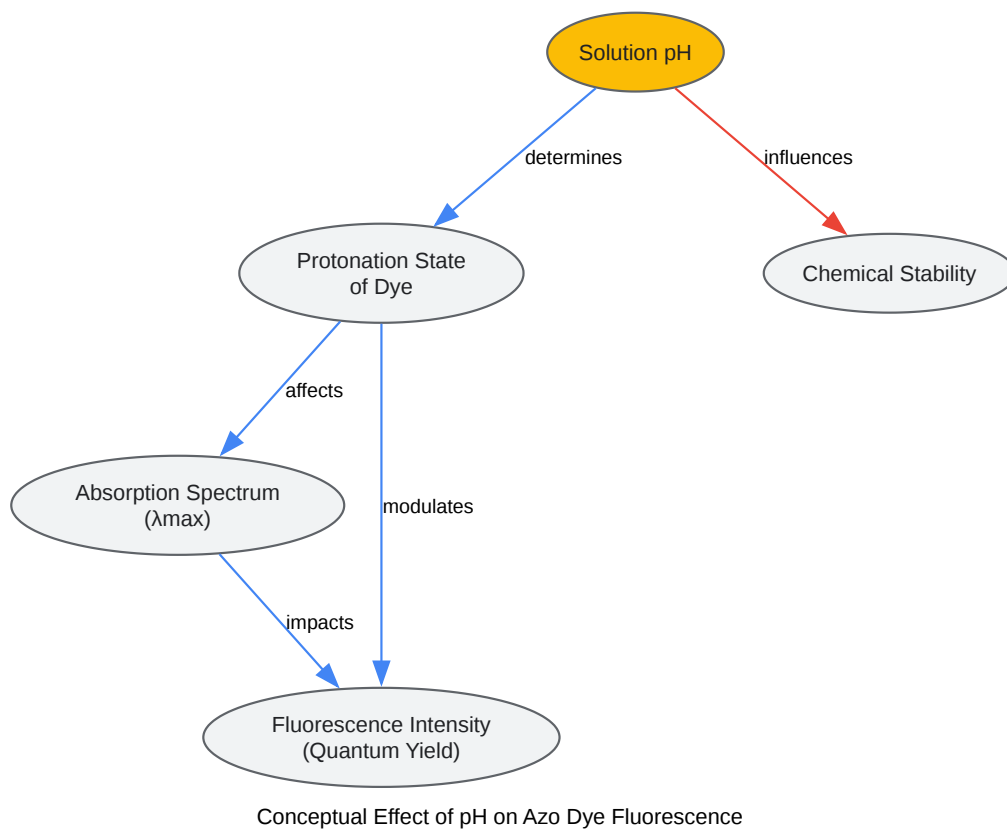 Solution pH
determines
influences
Protonation State
of Dye
Chemical Stability
affects
Absorption Spectrum
(λmax)
modulates
impacts
Fluorescence Intensity
(Quantum Yield)
Conceptual Effect of pH on Azo Dye Fluorescence